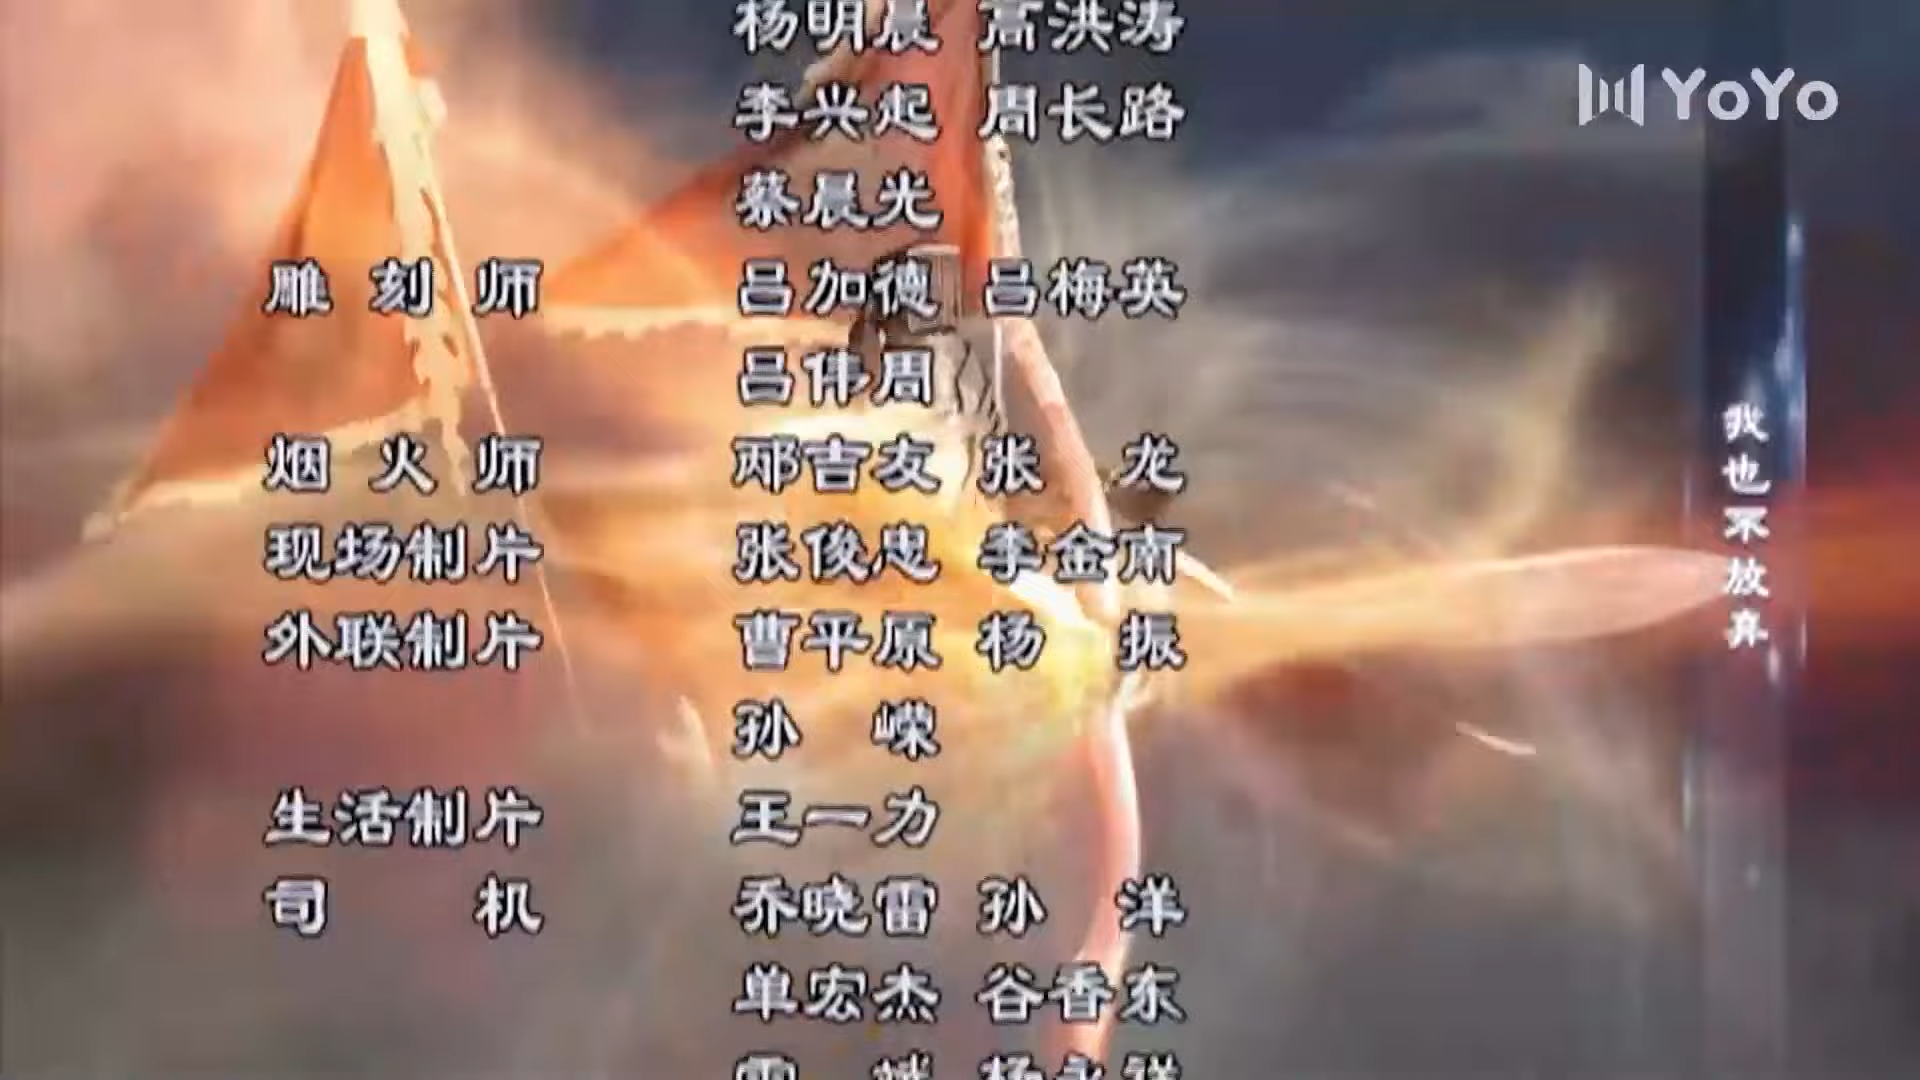 杨明晨 高洪涛
YoYo
李兴起 周长路
蔡晨光
雕刻师 吕加德 吕梅英
吕伟周
烟火师 邴吉友 张龙
现场制片 张俊忠 李金南
外联制片 曹平原 杨振
孙嵘
生活制片 王一力
司机 乔晓雷 孙洋
单宏杰 谷香东
杨永祥
我也不放弃